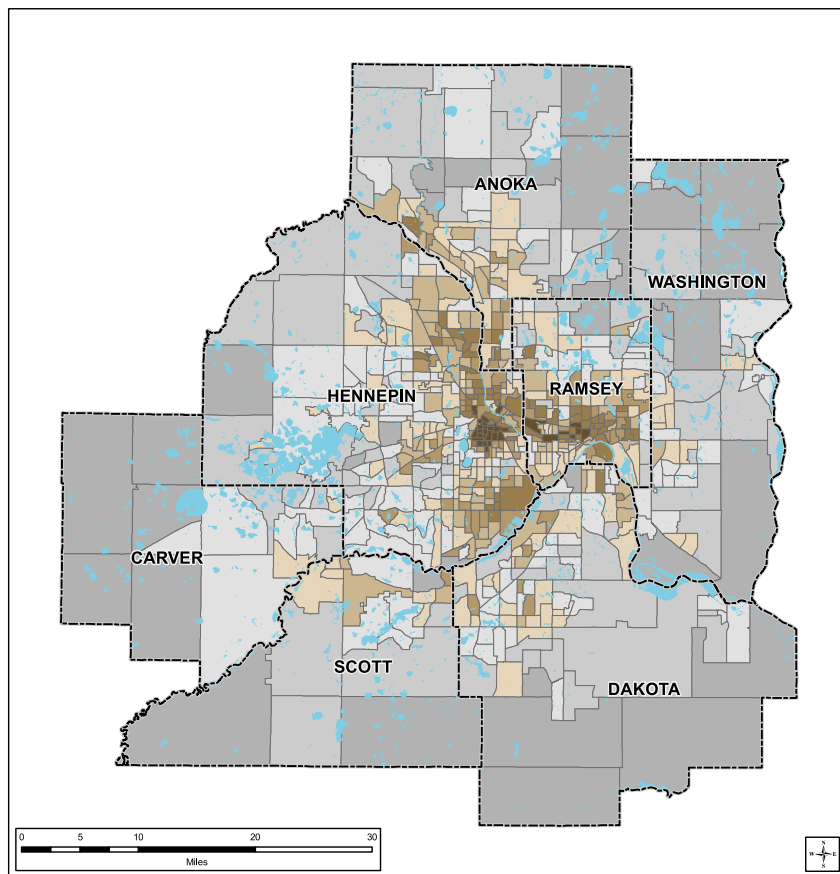 ANOKA
WASHINGTON
HENNEPIN
RAMSEY
CARVER
SCOTT
DAKOTA
0 5 10 20 30
Miles
N
W E
S